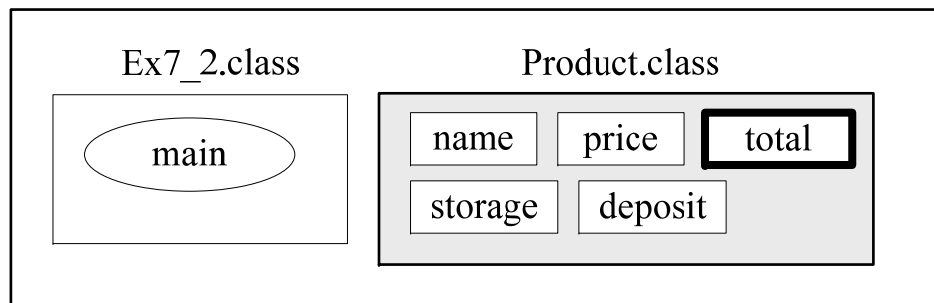 Ex7_2.class Product.class
main name price total
storage deposit